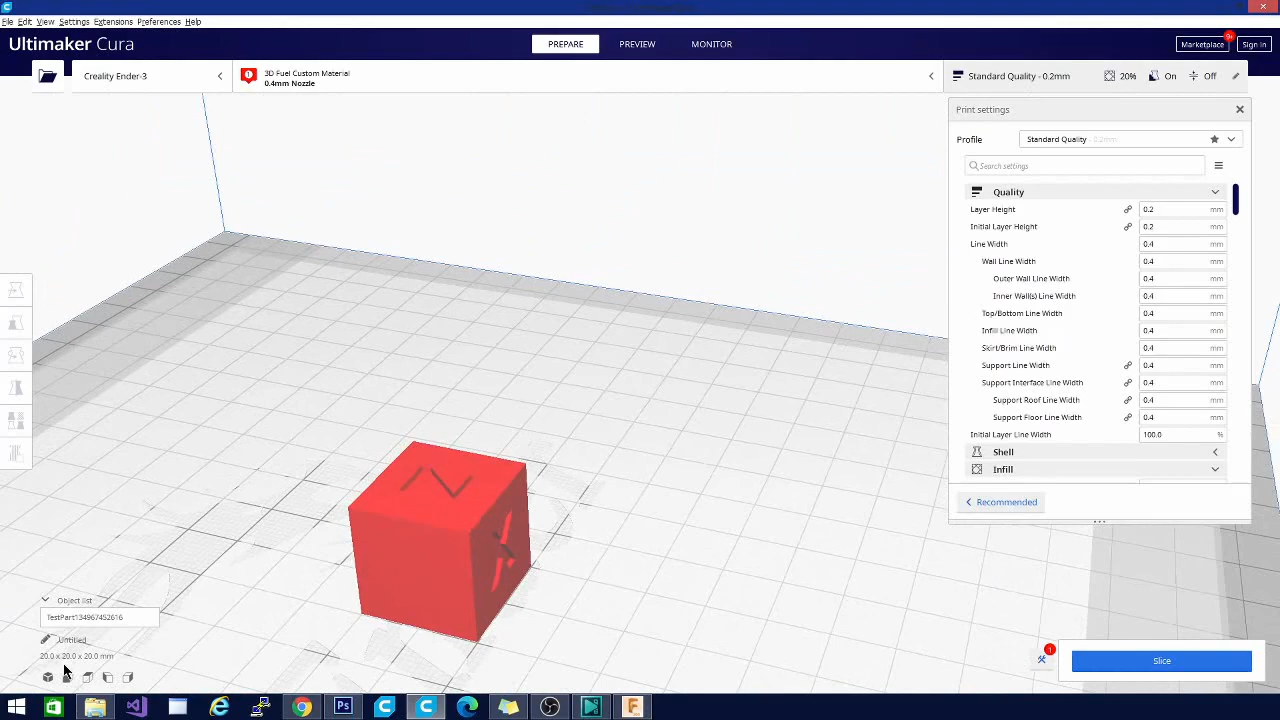 File Edit View Settings Extensions Preferences Help
Ultimaker Cura
PREPARE
PREVIEW
MONITOR
Marketplace
Sign in
Creality Ender-3
3D Fuel Custom Material
0.4mm Nozzle
Standard Quality - 0.2mm
20%
On
Off
Print settings
Profile
Standard Quality - 0.2mm
Search settings
Quality
Layer Height 0.2 mm
Initial Layer Height 0.2 mm
Line Width 0.4 mm
Wall Line Width 0.4 mm
Outer Wall Line Width 0.4 mm
Inner Wall(s) Line Width 0.4 mm
Top/Bottom Line Width 0.4 mm
Infill Line Width 0.4 mm
Skirt/Brim Line Width 0.4 mm
Support Line Width 0.4 mm
Support Interface Line Width 0.4 mm
Support Roof Line Width 0.4 mm
Support Floor Line Width 0.4 mm
Initial Layer Line Width 100.0 %
Shell
Infill
Recommended
Z
X
Object list
TestPart134967452616
Untitled
20.0 x 20.0 x 20.0 mm
1
Slice
Ps
F